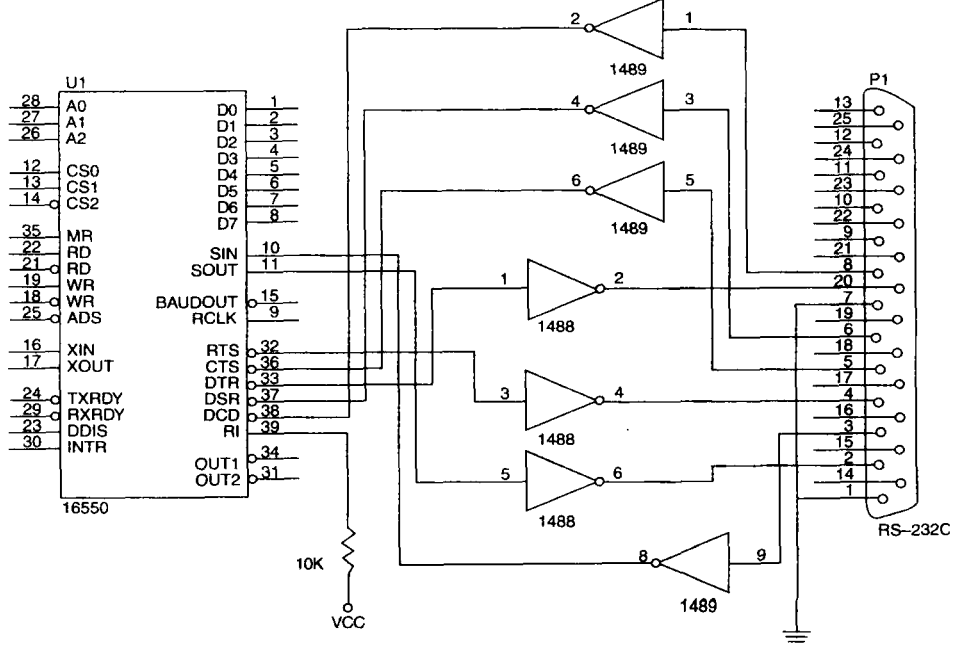 2
1
1489
4
3
1489
6
5
1489
U1
28 A0
27 A1
26 A2
12 CS0
13 CS1
14 CS2
35 MR
22 RD
21 RD
19 WR
18 WR
25 ADS
16 XIN
17 XOUT
24 TXRDY
29 RXRDY
23 DDIS
30 INTR
D0 1
D1 2
D2 3
D3 4
D4 5
D5 6
D6 7
D7 8
SIN 10
SOUT 11
BAUDOUT 15
RCLK 9
RTS 32
CTS 36
DTR 33
DSR 37
DCD 38
RI 39
OUT1 34
OUT2 31
16550
1
2
1488
3
4
1488
5
6
1488
8
9
1489
10K
VCC
P1
13
25
12
24
11
23
10
22
9
21
8
20
7
19
6
18
5
17
4
16
3
15
2
14
1
RS–232C